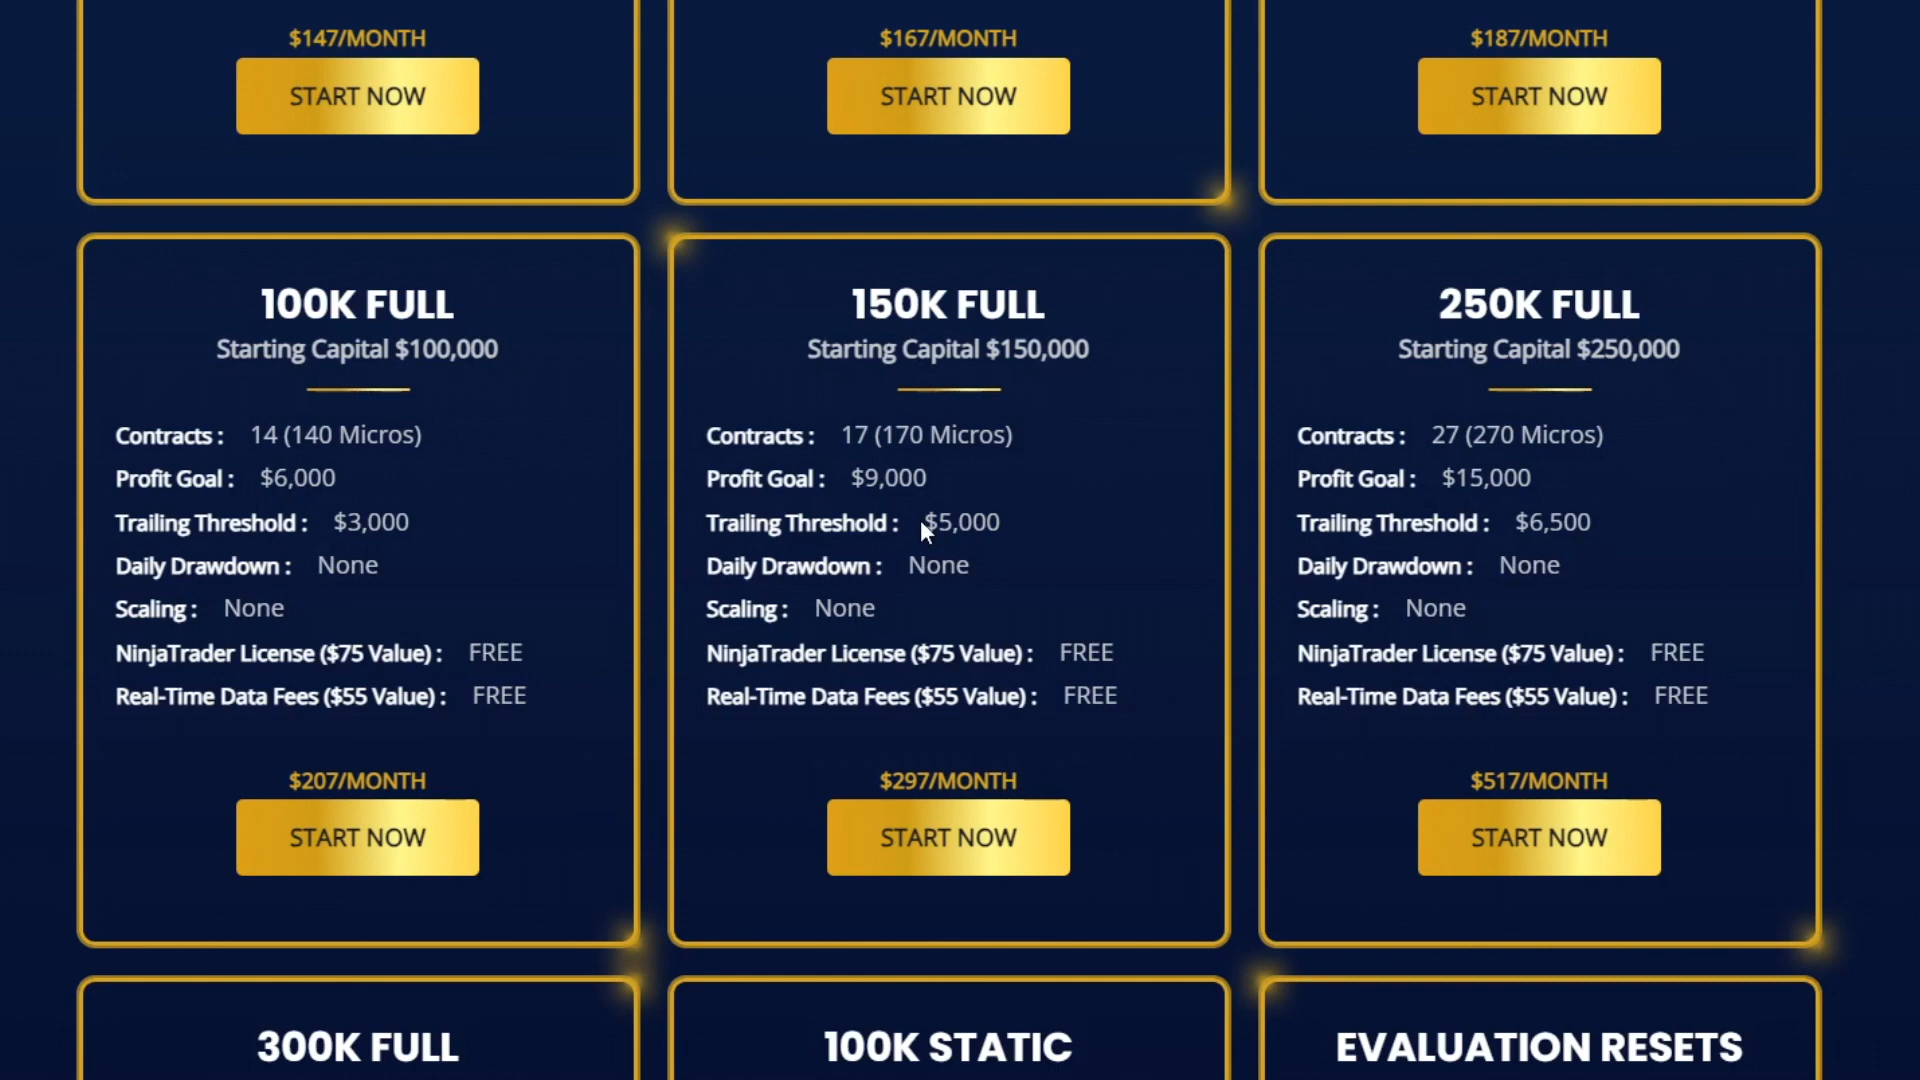 $147/MONTH
START NOW
$167/MONTH
START NOW
$187/MONTH
START NOW
100K FULL
Starting Capital $100,000
Contracts : 14 (140 Micros)
Profit Goal : $6,000
Trailing Threshold : $3,000
Daily Drawdown : None
Scaling : None
NinjaTrader License ($75 Value) : FREE
Real-Time Data Fees ($55 Value) : FREE
$207/MONTH
START NOW
150K FULL
Starting Capital $150,000
Contracts : 17 (170 Micros)
Profit Goal : $9,000
Trailing Threshold : $5,000
Daily Drawdown : None
Scaling : None
NinjaTrader License ($75 Value) : FREE
Real-Time Data Fees ($55 Value) : FREE
$297/MONTH
START NOW
250K FULL
Starting Capital $250,000
Contracts : 27 (270 Micros)
Profit Goal : $15,000
Trailing Threshold : $6,500
Daily Drawdown : None
Scaling : None
NinjaTrader License ($75 Value) : FREE
Real-Time Data Fees ($55 Value) : FREE
$517/MONTH
START NOW
300K FULL
100K STATIC
EVALUATION RESETS